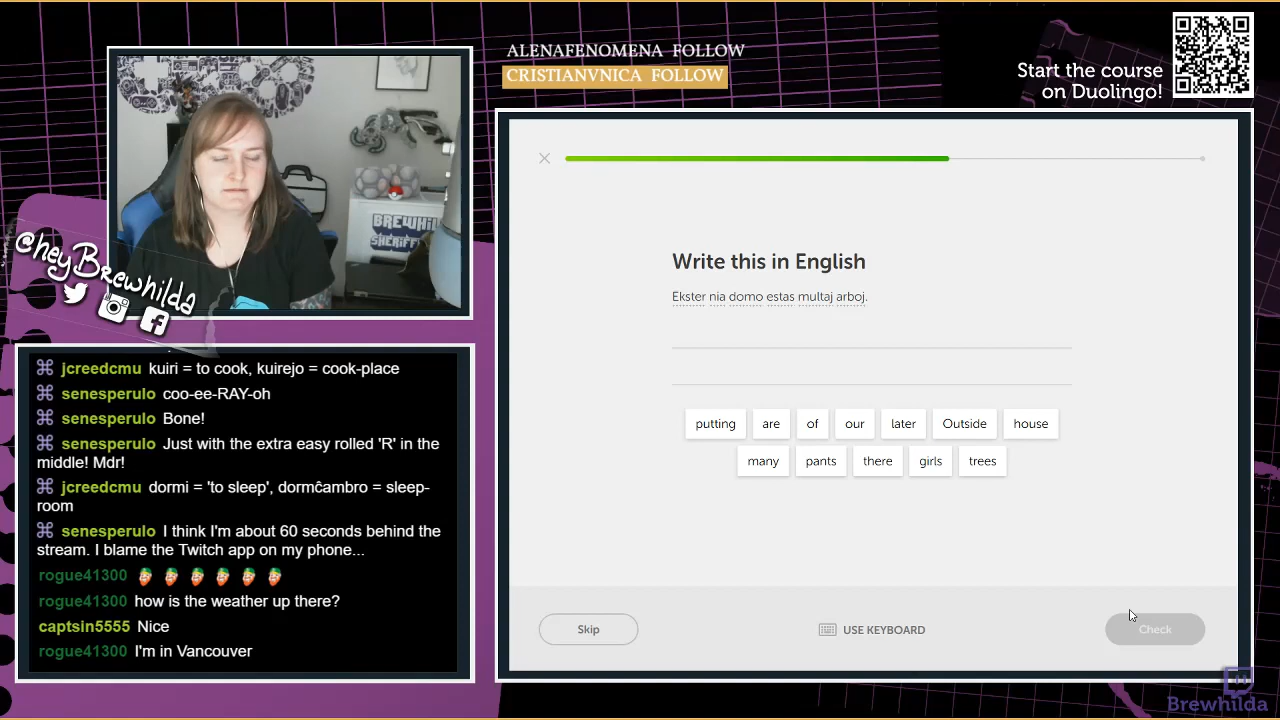 ALENAFENOMENA FOLLOW
CRISTIANVNICA FOLLOW
Start the course
on Duolingo!
@heyBrewhilda
BREWHIL
SHERIFF
jcreedcmu kuiri = to cook, kuirejo = cook-place
senesperulo coo-ee-RAY-oh
senesperulo Bone!
senesperulo Just with the extra easy rolled 'R' in the
middle! Mdr!
jcreedcmu dormi = 'to sleep', dormĉambro = sleep-
room
senesperulo I think I'm about 60 seconds behind the
stream. I blame the Twitch app on my phone...
rogue41300
rogue41300 how is the weather up there?
captsin5555 Nice
rogue41300 I'm in Vancouver
Write this in English
Ekster nia domo estas multaj arboj.
putting are of our later Outside house
many pants there girls trees
Skip
USE KEYBOARD
Check
Brewhilda